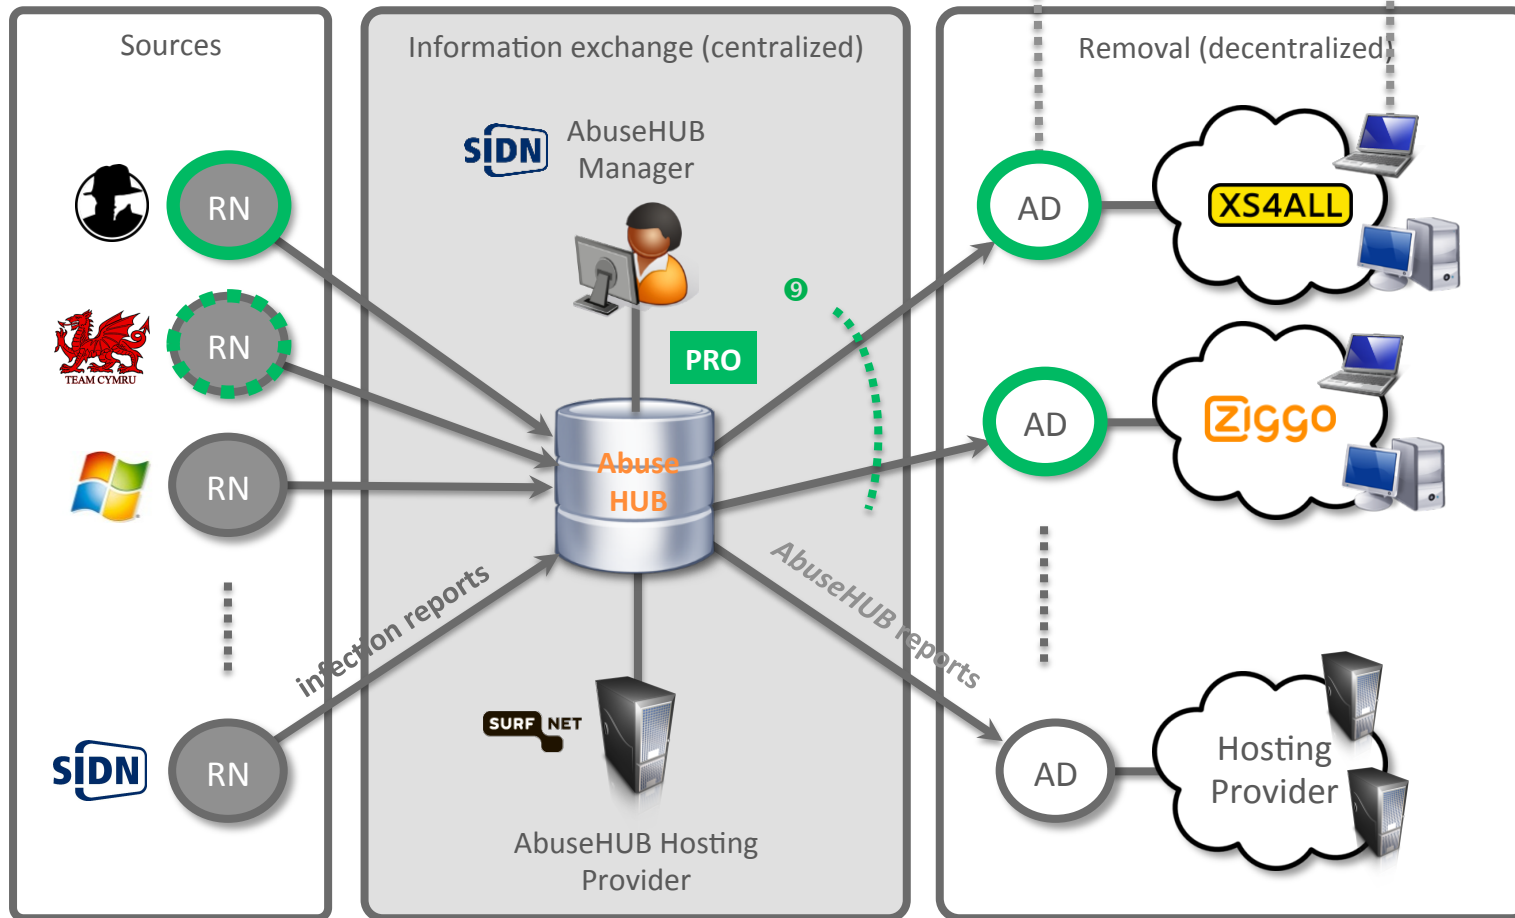 Sources
Information exchange (centralized)
Removal (decentralized)
SIDN
AbuseHUB
Manager
RN
AD
XS4ALL
❾
RN
TEAM CYMRU
PRO
AD
ziggo
Abuse
HUB
RN
infection reports
AbuseHUB reports
SURF NET
SIDN
RN
AD
Hosting
Provider
AbuseHUB Hosting
Provider